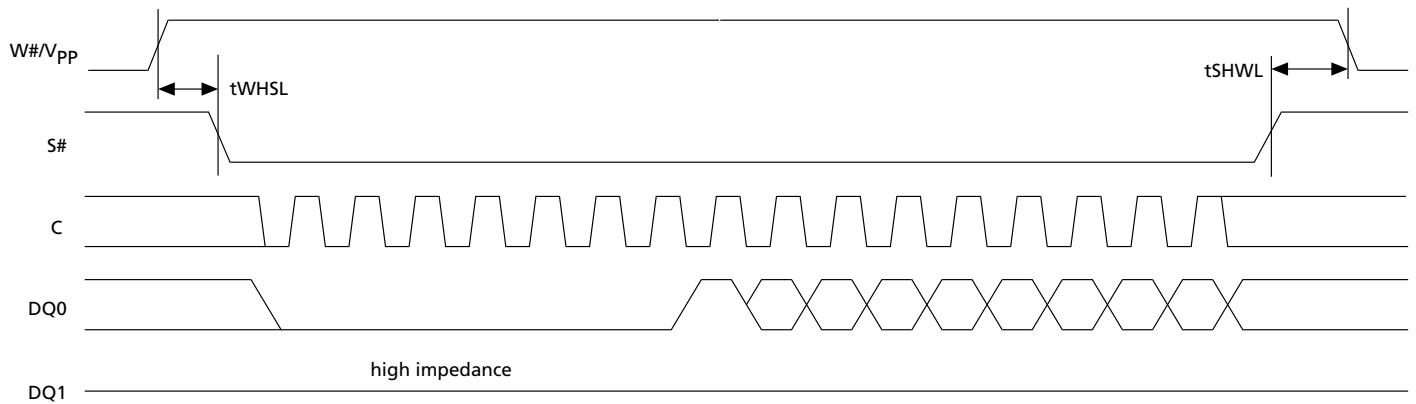 W#/VPP
tWHSL
tSHWL
S#
C
DQ0
high impedance
DQ1